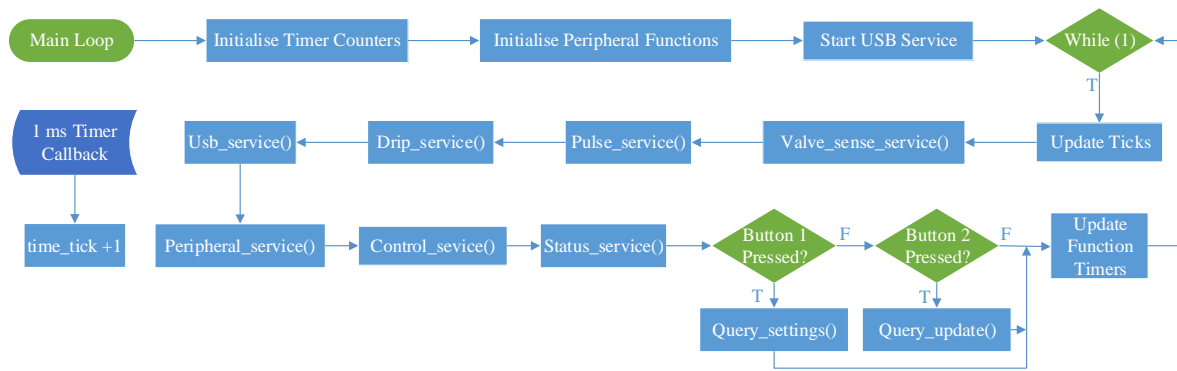 Main Loop
Initialise Timer Counters
Initialise Peripheral Functions
Start USB Service
While (1)
T
1 ms Timer
Callback
Usb_service()
Drip_service()
Pulse_service()
Valve_sense_service()
Update Ticks
time_tick +1
Peripheral_service()
Control_sevice()
Status_service()
Button 1
Pressed?
F
Button 2
Pressed?
F
Update
Function
Timers
T
T
Query_settings()
Query_update()